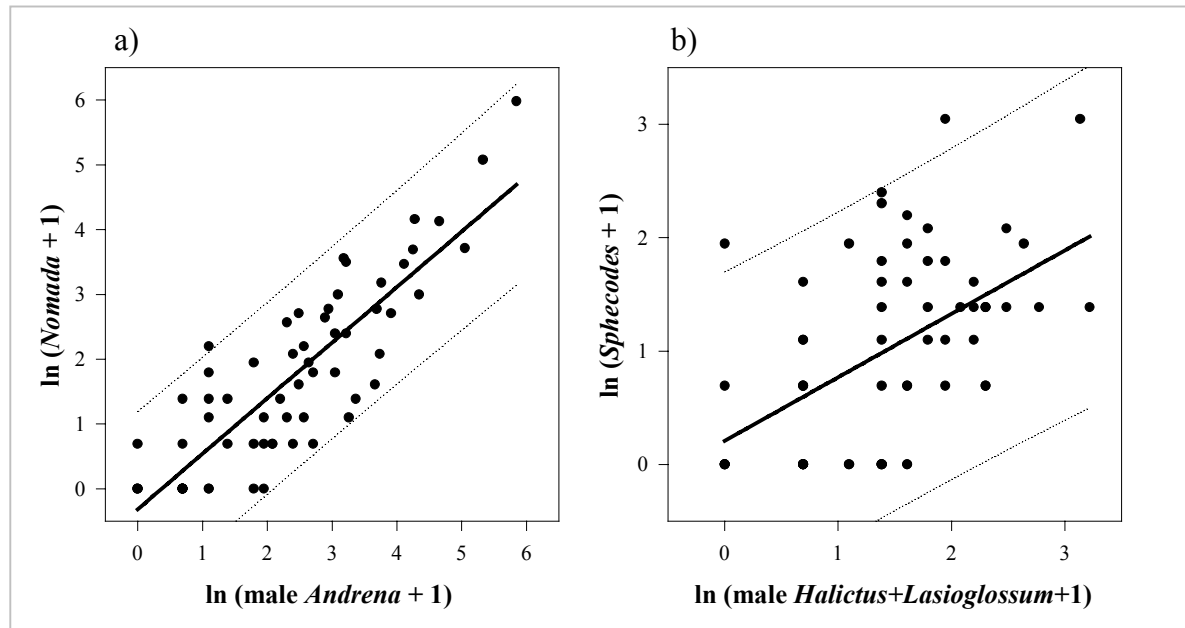 a)
ln (Nomada + 1)
6
5
4
3
2
1
0
0 1 2 3 4 5 6
ln (male Andrena + 1)
b)
ln (Sphecodes + 1)
3
2
1
0
0 1 2 3
ln (male Halictus+Lasioglossum+1)